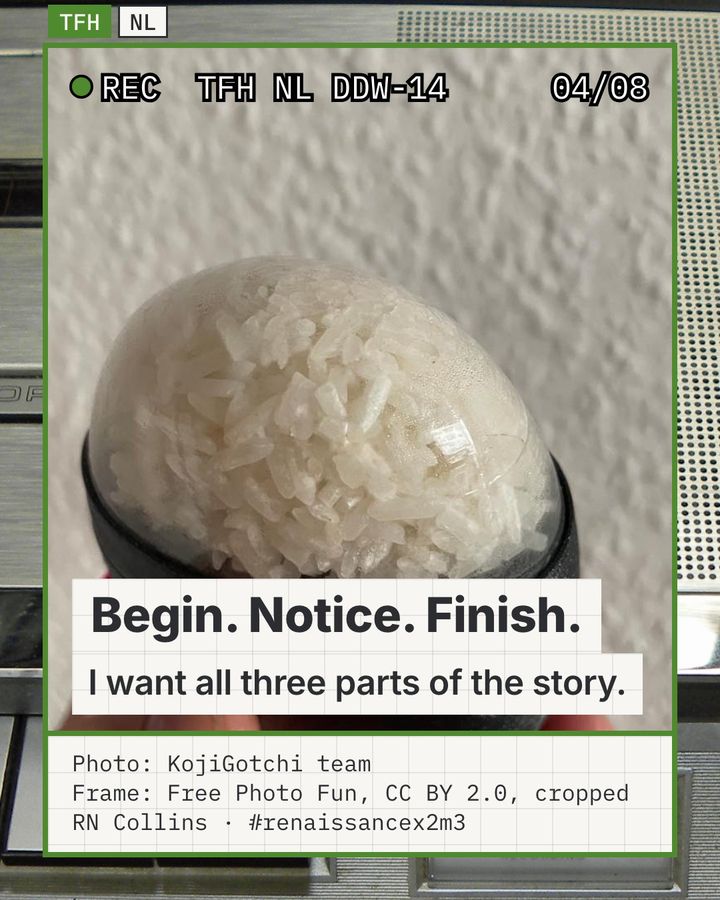 TFH NL
REC TFH NL DDW-14 04/08
Begin. Notice. Finish.
I want all three parts of the story.
Photo: KojiGotchi team
Frame: Free Photo Fun, CC BY 2.0, cropped
RN Collins · #renaissancex2m3